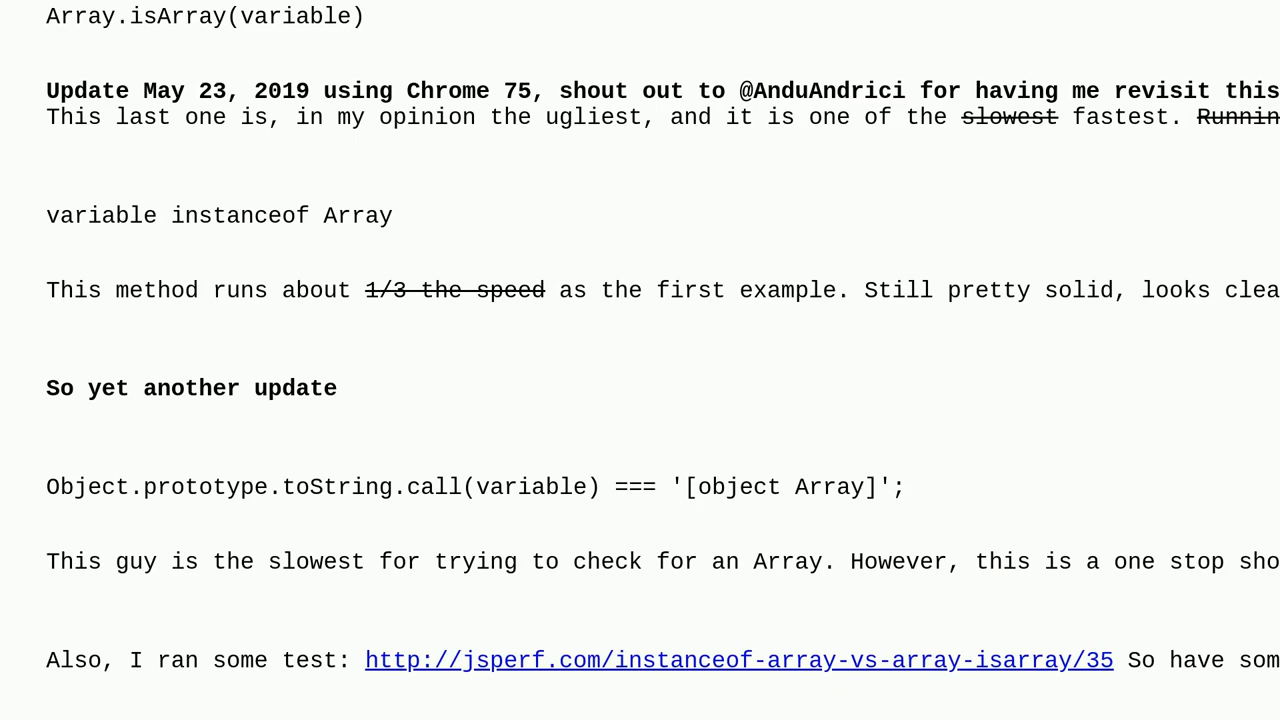 Array.isArray(variable)
Update May 23, 2019 using Chrome 75, shout out to @AnduAndrici for having me revisit this
This last one is, in my opinion the ugliest, and it is one of the slowest fastest. Runnin
variable instanceof Array
This method runs about 1/3 the speed as the first example. Still pretty solid, looks clea
So yet another update
Object.prototype.toString.call(variable) === '[object Array]';
This guy is the slowest for trying to check for an Array. However, this is a one stop sho
Also, I ran some test: http://jsperf.com/instanceof-array-vs-array-isarray/35 So have som